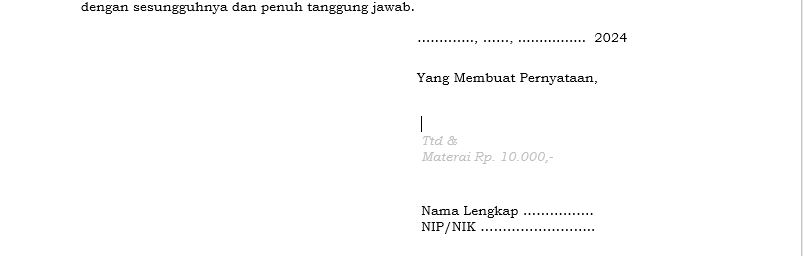 dengan sesungguhnya dan penuh tanggung jawab.
............., ......, ................ 2024
Yang Membuat Pernyataan,
Ttd &
Materai Rp. 10.000,-
Nama Lengkap ................
NIP/NIK ..........................